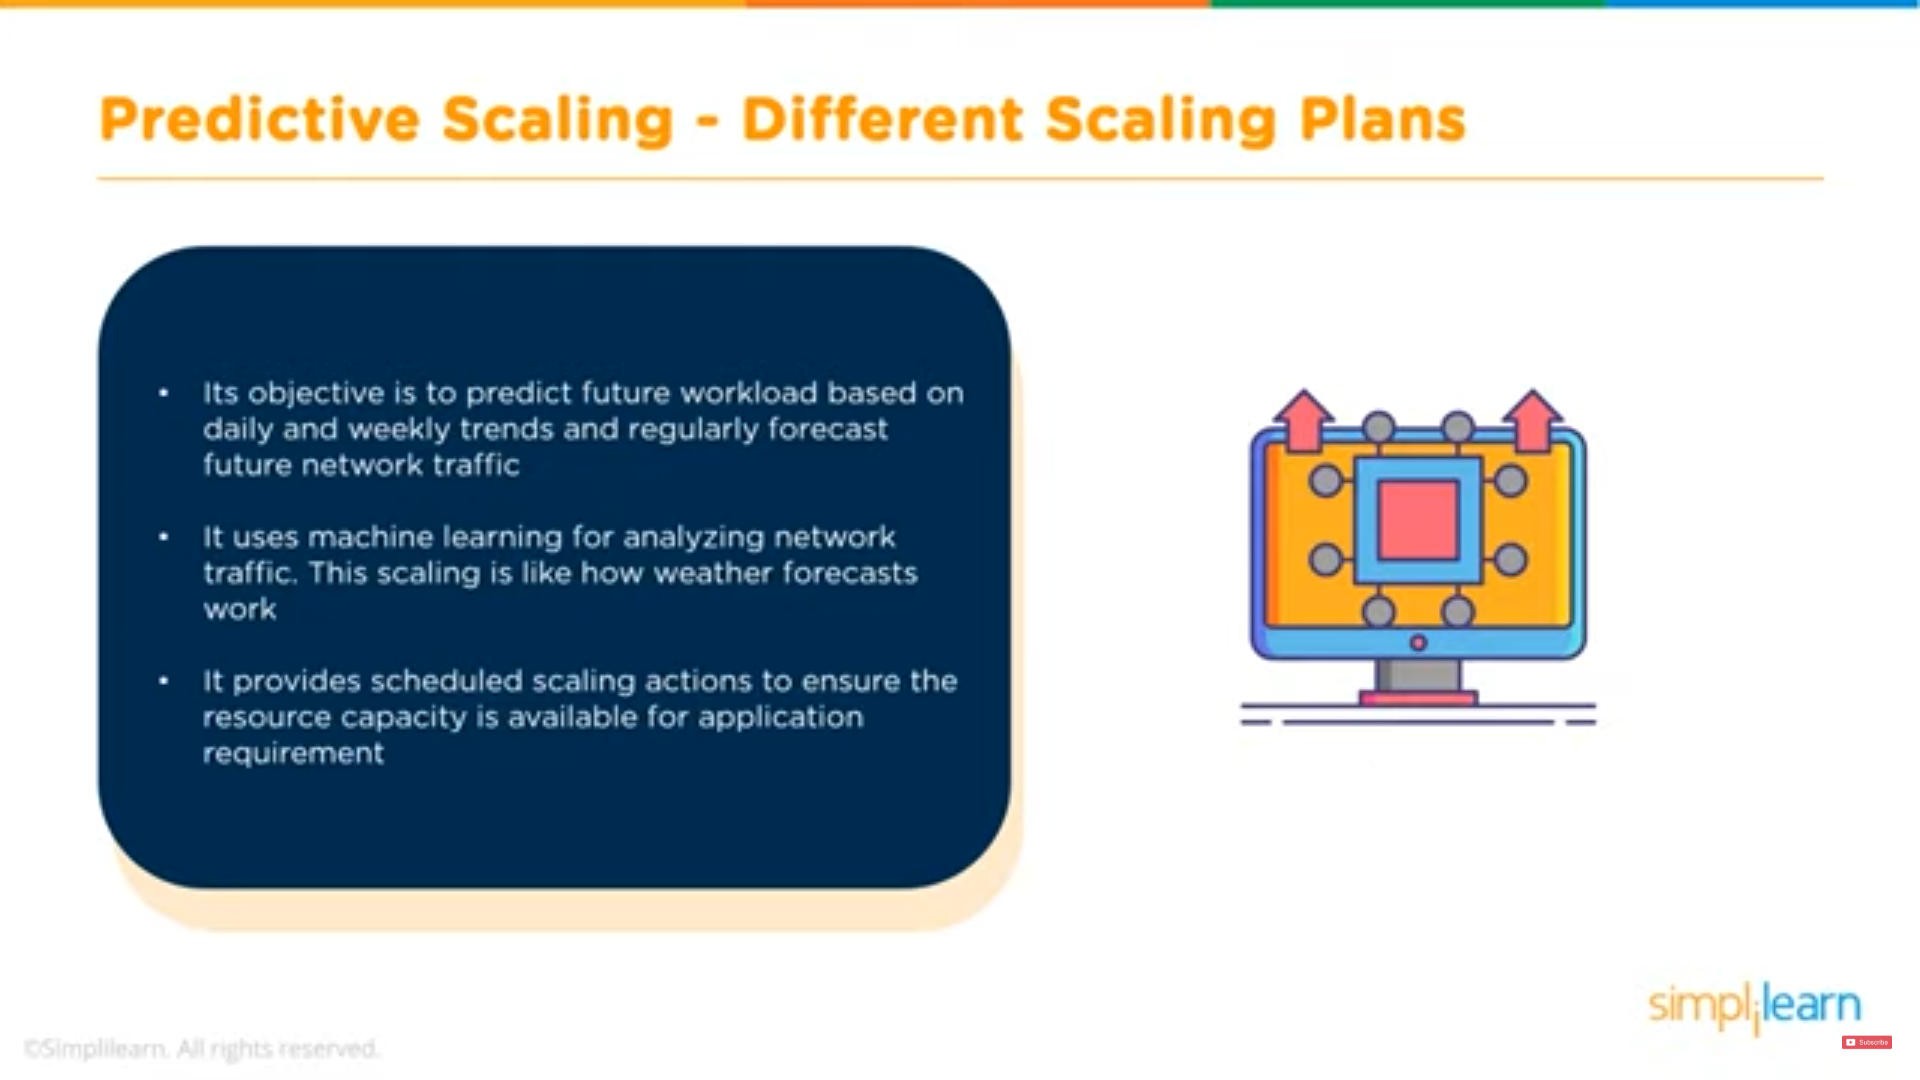 Predictive Scaling - Different Scaling Plans
• Its objective is to predict future workload based on
daily and weekly trends and regularly forecast
future network traffic
• It uses machine learning for analyzing network
traffic. This scaling is like how weather forecasts
work
• It provides scheduled scaling actions to ensure the
resource capacity is available for application
requirement
simplilearn
Subscribe
©Simplilearn. All rights reserved.